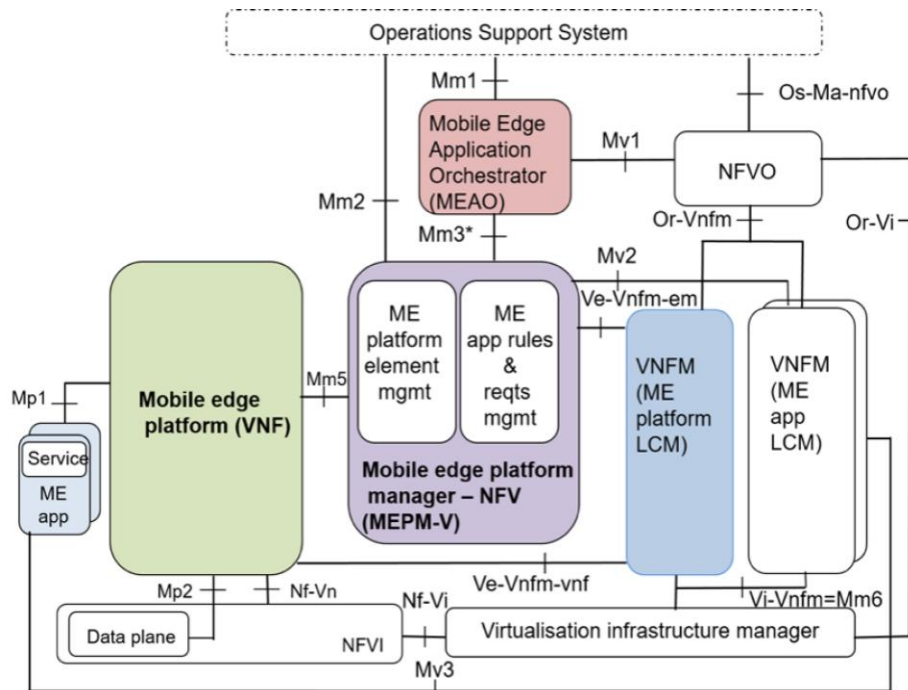 Operations Support System
Mm1
Os-Ma-nfvo
Mobile Edge
Application
Orchestrator
(MEAO)
Mv1
NFVO
Mm2
Or-Vnfm
Or-Vi
Mm3*
Mv2
Ve-Vnfm-em
ME
platform
element
mgmt
ME
app rules
&
reqts
mgmt
VNFM
(ME
platform
LCM)
VNFM
(ME
app
LCM)
Mp1
Mobile edge
platform (VNF)
Mm5
Service
ME
app
Mobile edge platform
manager – NFV
(MEPM-V)
Mp2
Nf-Vn
Ve-Vnfm-vnf
Nf-Vi
Vi-Vnfm=Mm6
Data plane
NFVI
Virtualisation infrastructure manager
Mv3